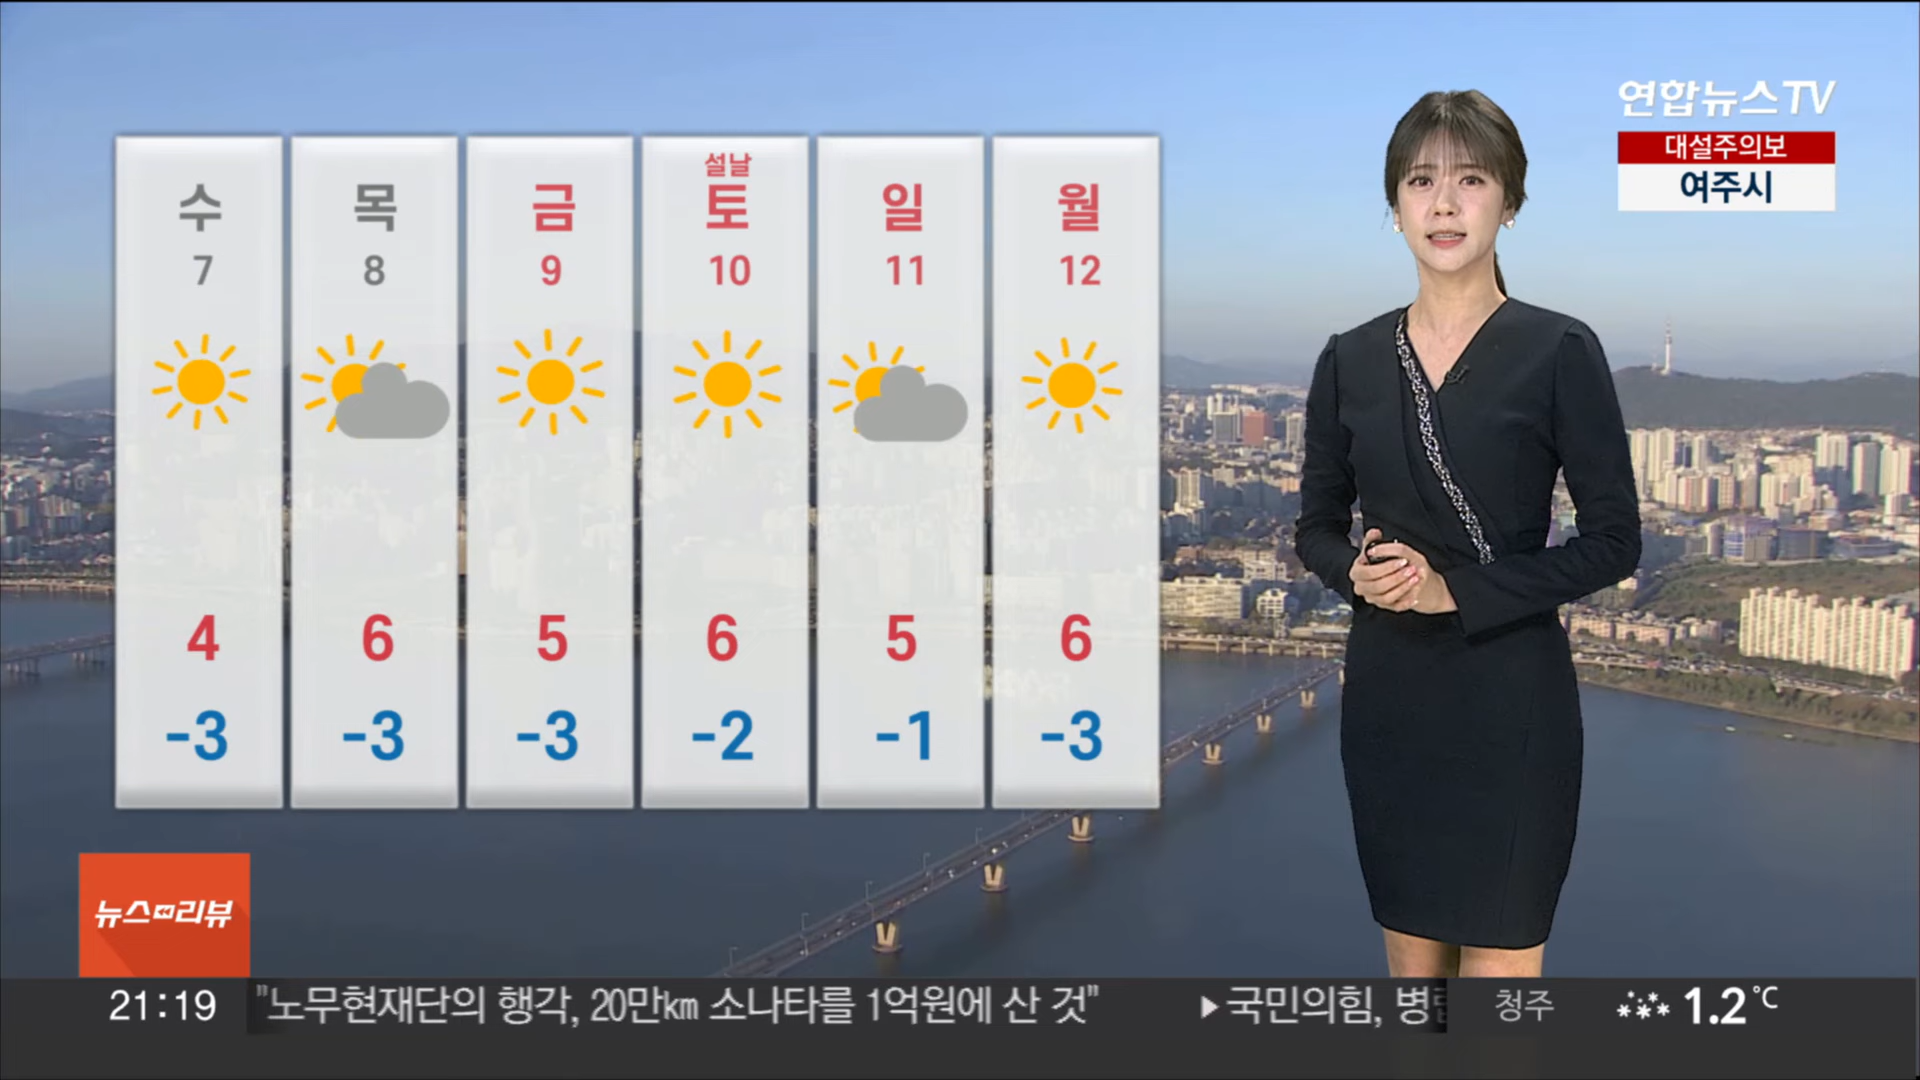 연합뉴스TV
대설주의보
여주시
수 목 금 설날 토 일 월
7 8 9 10 11 12
4 6 5 6 5 6
-3 -3 -3 -2 -1 -3
뉴스리뷰
21:19 "노무현재단의 행각, 20만km 소나타를 1억원에 산 것" ▶국민의힘, 청주 1.2℃